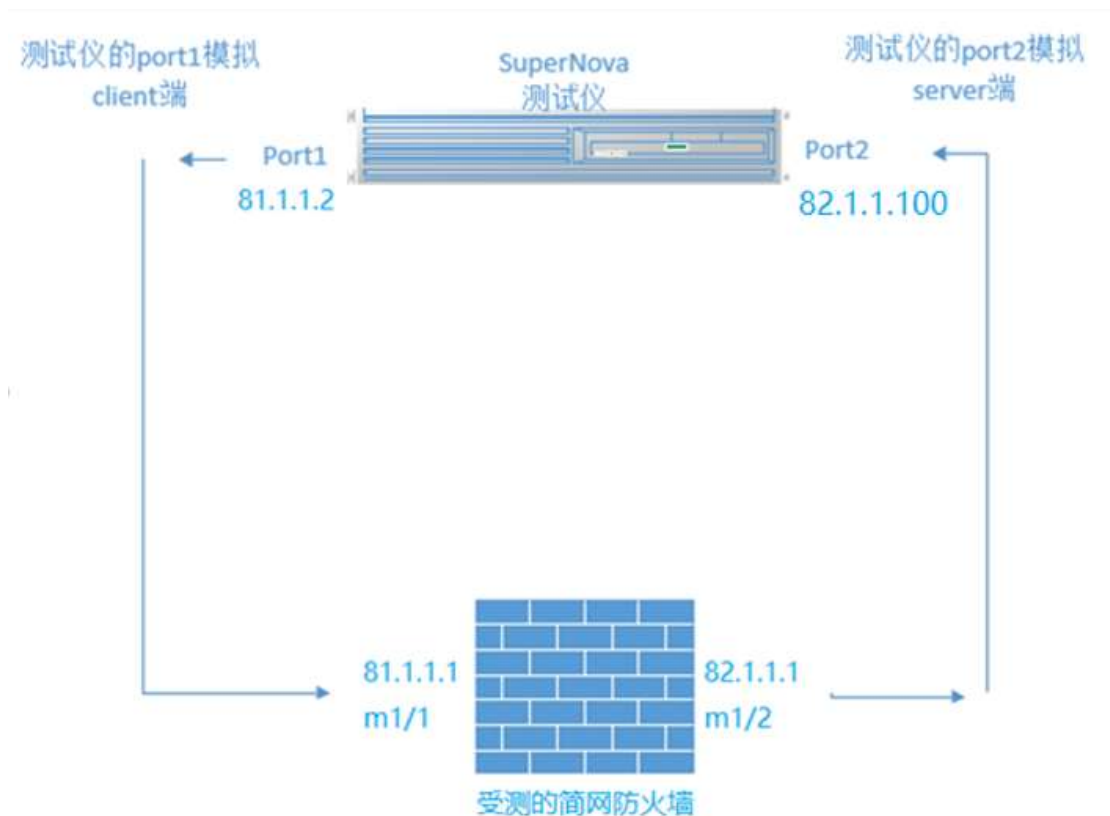 测试仪的port1模拟
client端
SuperNova
测试仪
测试仪的port2模拟
server端
Port1
81.1.1.2
Port2
82.1.1.100
81.1.1.1
m1/1
82.1.1.1
m1/2
受测的简网防火墙